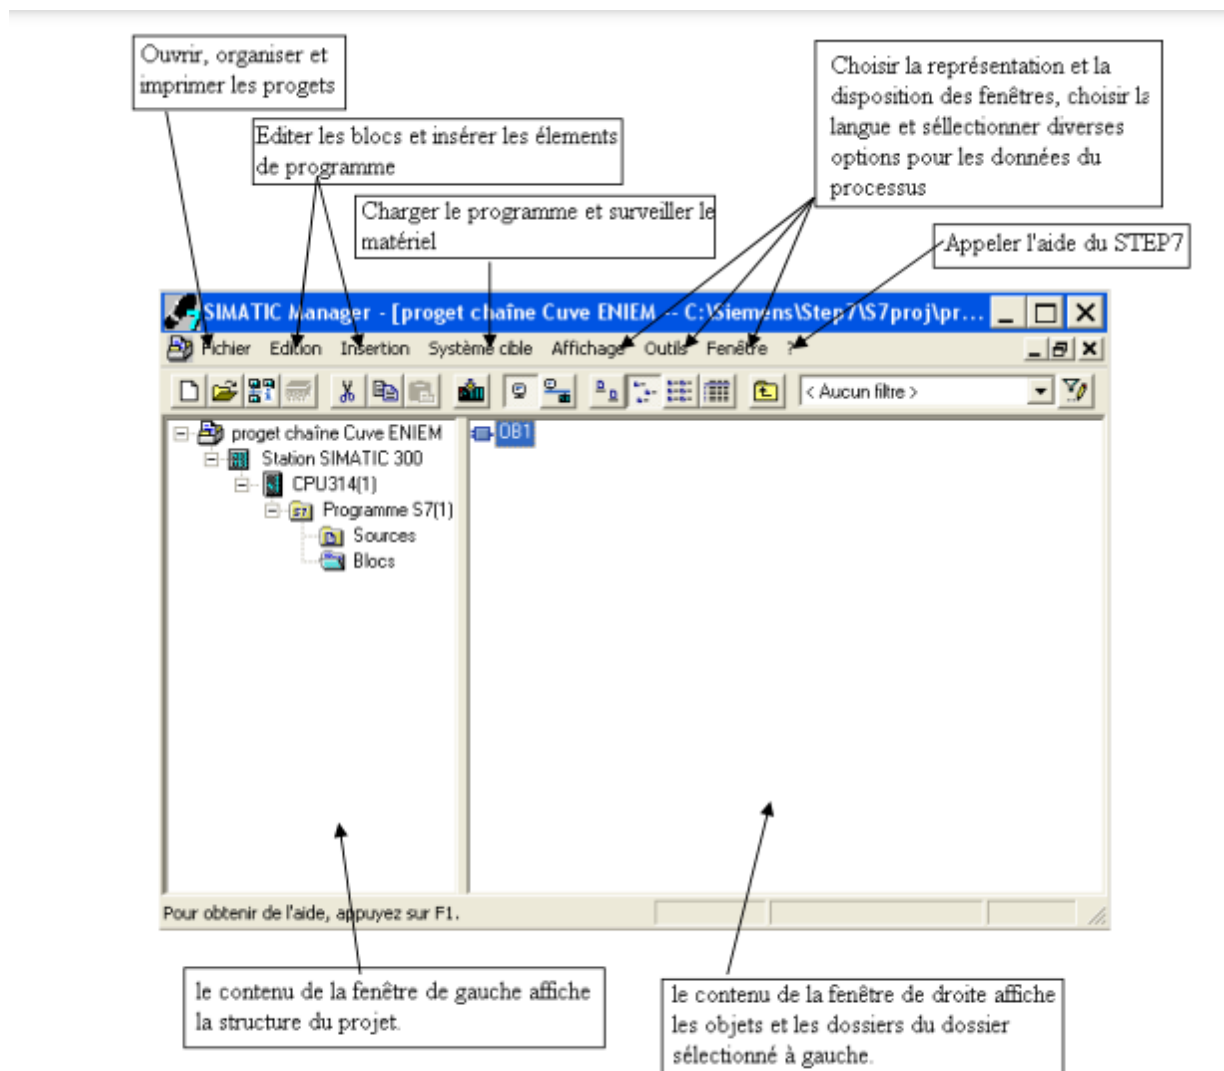 Ouvrir, organiser et
imprimer les progets
Editer les blocs et insérer les élements
de programme
Charger le programme et surveiller le
matériel
Choisir la représentation et la
disposition des fenêtres, choisir la
langue et séllectionner diverses
options pour les données du
processus
Appeler l'aide du STEP7
SIMATIC Manager - [proget chaîne Cuve ENIEM -- C:\Siemens\Step7\S7proj\pr...
Fichier Edition Insertion Système cible Affichage Outils Fenêtre ?
< Aucun filtre >
proget chaîne Cuve ENIEM
Station SIMATIC 300
CPU314(1)
Programme S7(1)
Sources
Blocs
OB1
Pour obtenir de l'aide, appuyez sur F1.
le contenu de la fenêtre de gauche affiche
la structure du projet.
le contenu de la fenêtre de droite affiche
les objets et les dossiers du dossier
sélectionné à gauche.